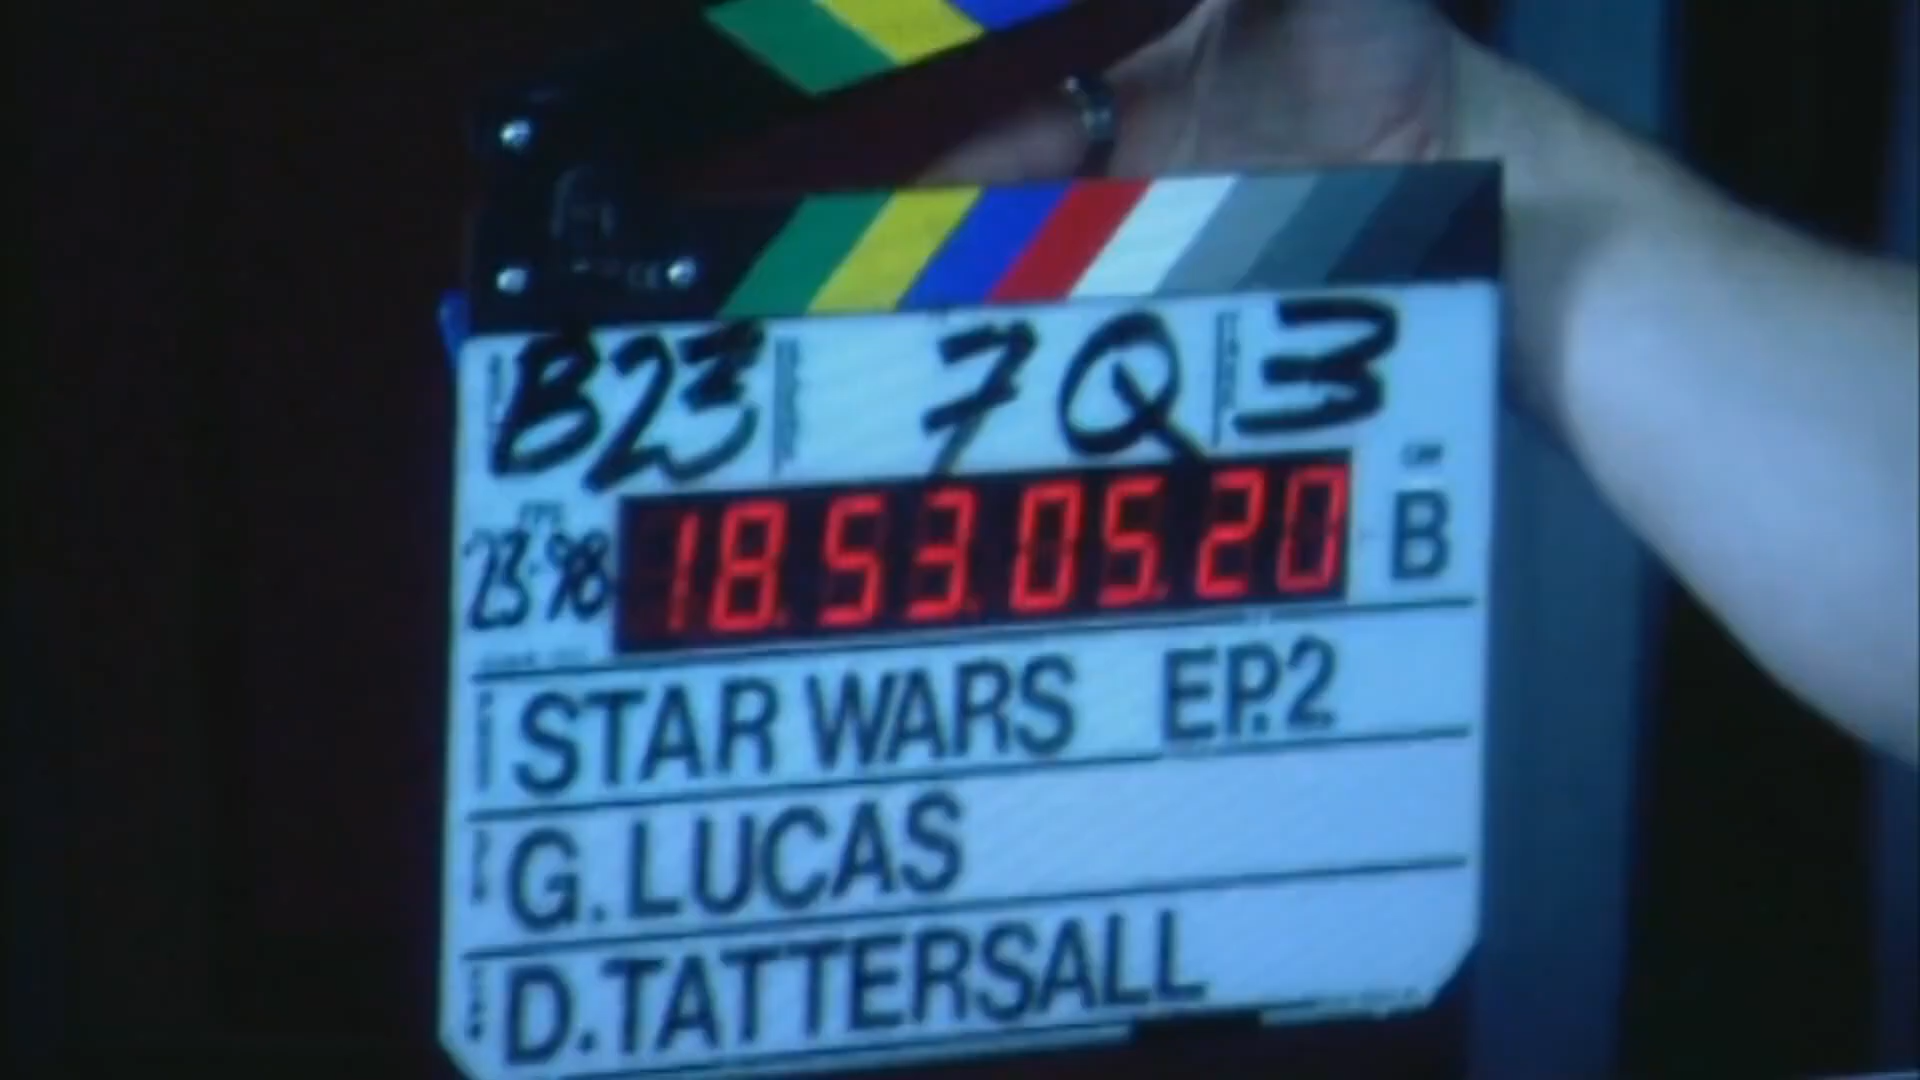 B23 7Q 3
23.98 18.53.05.20 B
STAR WARS EP.2
G. LUCAS
D. TATTERSALL